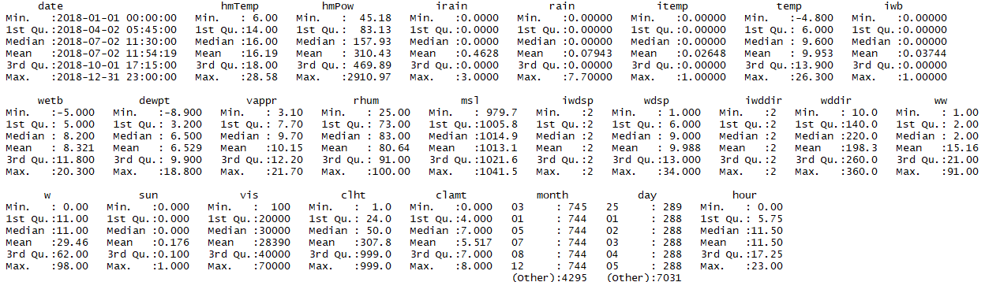 date hmTemp hmPow irain rain itemp temp iwb
Min. :2018-01-01 00:00:00 Min. : 6.00 Min. : 45.18 Min. :0.0000 Min. :0.00000 Min. :0.00000 Min. :-4.800 Min. :0.00000
1st Qu.:2018-04-02 05:45:00 1st Qu.:14.00 1st Qu.: 83.13 1st Qu.:0.0000 1st Qu.:0.00000 1st Qu.:0.00000 1st Qu.: 6.000 1st Qu.:0.00000
Median :2018-07-02 11:30:00 Median :16.00 Median : 157.93 Median :0.0000 Median :0.00000 Median :0.00000 Median : 9.600 Median :0.00000
Mean :2018-07-02 11:54:19 Mean :16.19 Mean : 310.43 Mean :0.4628 Mean :0.07943 Mean :0.02648 Mean : 9.953 Mean :0.03744
3rd Qu.:2018-10-01 17:15:00 3rd Qu.:18.00 3rd Qu.: 469.89 3rd Qu.:0.0000 3rd Qu.:0.00000 3rd Qu.:0.00000 3rd Qu.:13.900 3rd Qu.:0.00000
Max. :2018-12-31 23:00:00 Max. :28.58 Max. :2910.97 Max. :3.0000 Max. :7.70000 Max. :1.00000 Max. :26.300 Max. :1.00000
wetb dewpt vappr rhum msl iwdsp wdsp iwddir wddir ww
Min. :-5.000 Min. :-8.900 Min. : 3.10 Min. : 25.00 Min. : 979.7 Min. :2 Min. : 1.000 Min. :2 Min. : 10.0 Min. : 1.00
1st Qu.: 5.000 1st Qu.: 3.200 1st Qu.: 7.70 1st Qu.: 73.00 1st Qu.:1005.8 1st Qu.:2 1st Qu.: 6.000 1st Qu.:2 1st Qu.:140.0 1st Qu.: 2.00
Median : 8.200 Median : 6.500 Median : 9.70 Median : 83.00 Median :1014.9 Median :2 Median : 9.000 Median :2 Median :220.0 Median : 2.00
Mean : 8.321 Mean : 6.529 Mean :10.15 Mean : 80.64 Mean :1013.1 Mean :2 Mean : 9.988 Mean :2 Mean :198.3 Mean :15.16
3rd Qu.:11.800 3rd Qu.: 9.900 3rd Qu.:12.20 3rd Qu.: 91.00 3rd Qu.:1021.6 3rd Qu.:2 3rd Qu.:13.000 3rd Qu.:2 3rd Qu.:260.0 3rd Qu.:21.00
Max. :20.300 Max. :18.800 Max. :21.70 Max. :100.00 Max. :1041.5 Max. :2 Max. :34.000 Max. :2 Max. :360.0 Max. :91.00
w sun vis clht clamt month day hour
Min. : 0.00 Min. :0.000 Min. : 100 Min. : 1.0 Min. :0.000 03 : 745 25 : 289 Min. : 0.00
1st Qu.:11.00 1st Qu.:0.000 1st Qu.:20000 1st Qu.: 24.0 1st Qu.:4.000 01 : 744 01 : 288 1st Qu.: 5.75
Median :11.00 Median :0.000 Median :30000 Median : 50.0 Median :7.000 05 : 744 02 : 288 Median :11.50
Mean :29.46 Mean :0.176 Mean :28390 Mean :307.8 Mean :5.517 07 : 744 03 : 288 Mean :11.50
3rd Qu.:62.00 3rd Qu.:0.100 3rd Qu.:40000 3rd Qu.:999.0 3rd Qu.:7.000 08 : 744 04 : 288 3rd Qu.:17.25
Max. :98.00 Max. :1.000 Max. :70000 Max. :999.0 Max. :8.000 12 : 744 05 : 288 Max. :23.00
(Other):4295 (Other):7031